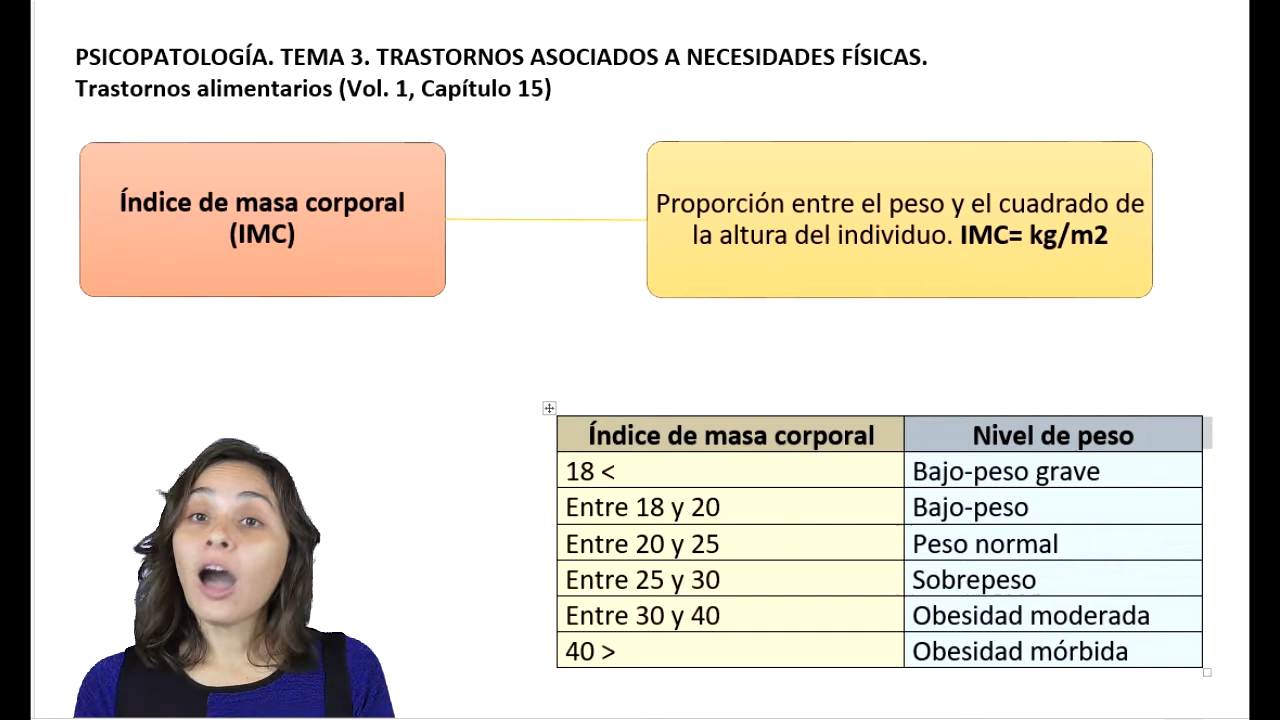 PSICOPATOLOGÍA. TEMA 3. TRASTORNOS ASOCIADOS A NECESIDADES FÍSICAS.
Trastornos alimentarios (Vol. 1, Capítulo 15)
Índice de masa corporal
(IMC)
Proporción entre el peso y el cuadrado de
la altura del individuo. IMC= kg/m2
Índice de masa corporal Nivel de peso
18 < Bajo-peso grave
Entre 18 y 20 Bajo-peso
Entre 20 y 25 Peso normal
Entre 25 y 30 Sobrepeso
Entre 30 y 40 Obesidad moderada
40 > Obesidad mórbida